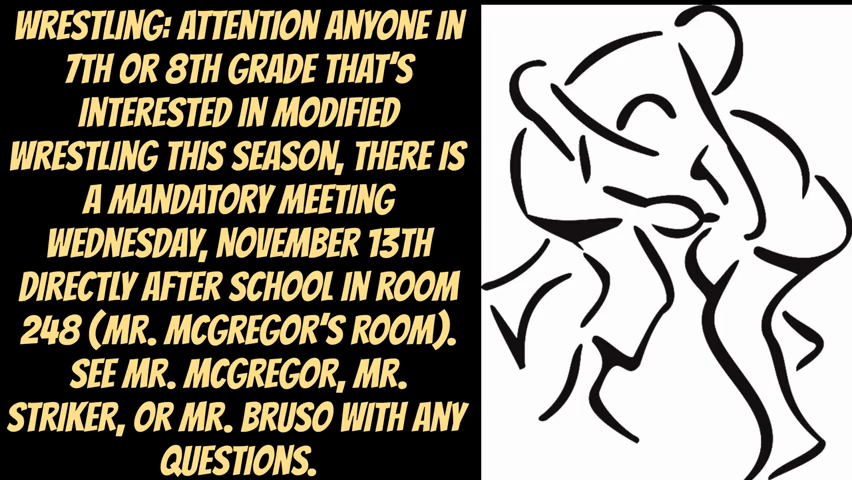 WRESTLING: ATTENTION ANYONE IN
7TH OR 8TH GRADE THAT'S
INTERESTED IN MODIFIED
WRESTLING THIS SEASON, THERE IS
A MANDATORY MEETING
WEDNESDAY, NOVEMBER 13TH
DIRECTLY AFTER SCHOOL IN ROOM
248 (MR. MCGREGOR'S ROOM).
SEE MR. MCGREGOR, MR.
STRIKER, OR MR. BRUSO WITH ANY
QUESTIONS.